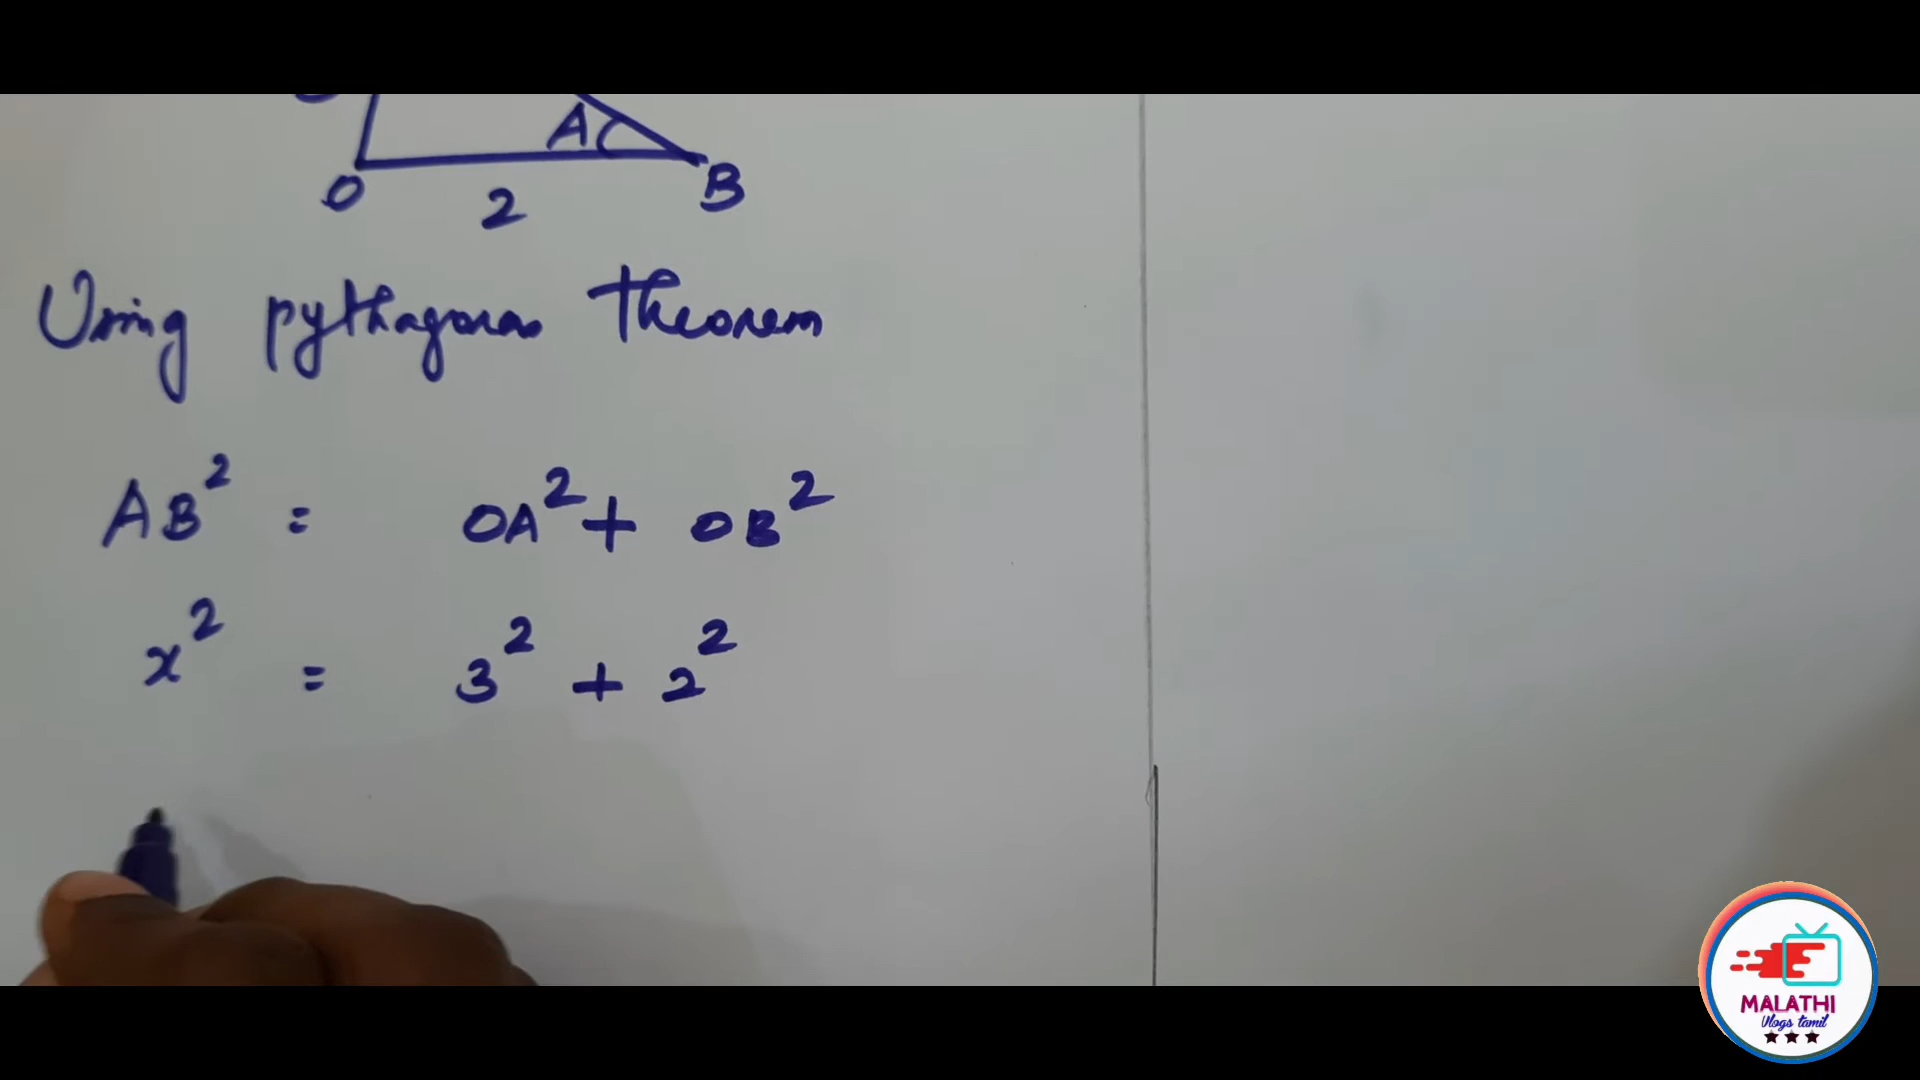 A
O
2
B
Using pythagoras theorem
AB² = OA² + OB²
x² = 3² + 2²
MALATHI
Vlogs tamil